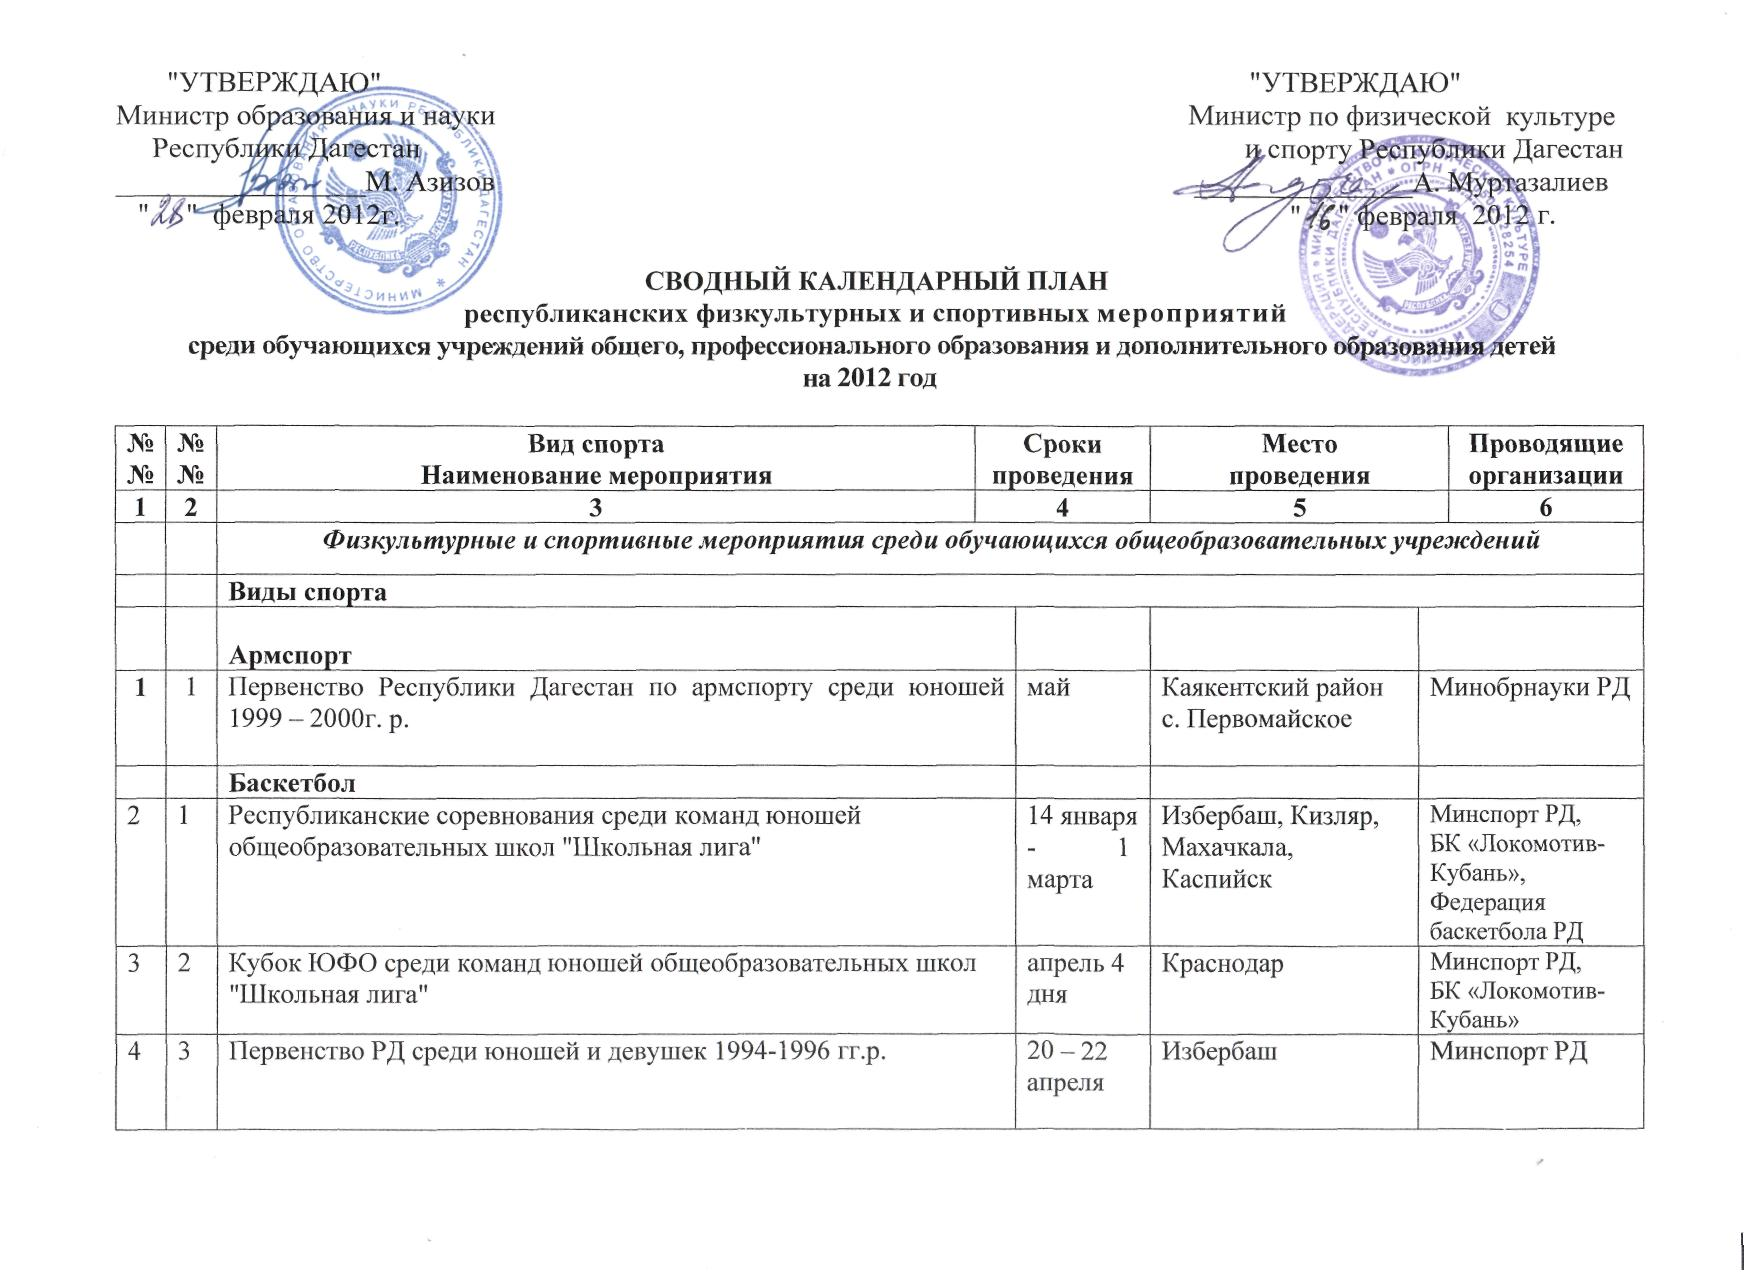 "УТВЕРЖДАЮ"
Министр образования и науки
Республики Дагестан
М. Азизов
"28" февраля 2012г.
"УТВЕРЖДАЮ"
Министр по физической культуре
и спорту Республики Дагестан
А. Муртазалиев
"16" февраля 2012 г.
СВОДНЫЙ КАЛЕНДАРНЫЙ ПЛАН
республиканских физкультурных и спортивных мероприятий
среди обучающихся учреждений общего, профессионального образования и дополнительного образования детей
на 2012 год
№ № Вид спорта Сроки Место Проводящие
№ № Наименование мероприятия проведения проведения организации
1 2 3 4 5 6
Физкультурные и спортивные мероприятия среди обучающихся общеобразовательных учреждений
Виды спорта
Армспорт
1 1 Первенство Республики Дагестан по армспорту среди юношей май Каякентский район Минобрнауки РД
1999 – 2000г. р. с. Первомайское
Баскетбол
2 1 Республиканские соревнования среди команд юношей 14 января Избербаш, Кизляр, Минспорт РД,
общеобразовательных школ "Школьная лига" - 1 Махачкала, БК «Локомотив-
марта Каспийск Кубань»,
Федерация
баскетбола РД
3 2 Кубок ЮФО среди команд юношей общеобразовательных школ апрель 4 Краснодар Минспорт РД,
"Школьная лига" дня БК «Локомотив-
Кубань»
4 3 Первенство РД среди юношей и девушек 1994-1996 гг.р. 20 – 22 Избербаш Минспорт РД
апреля